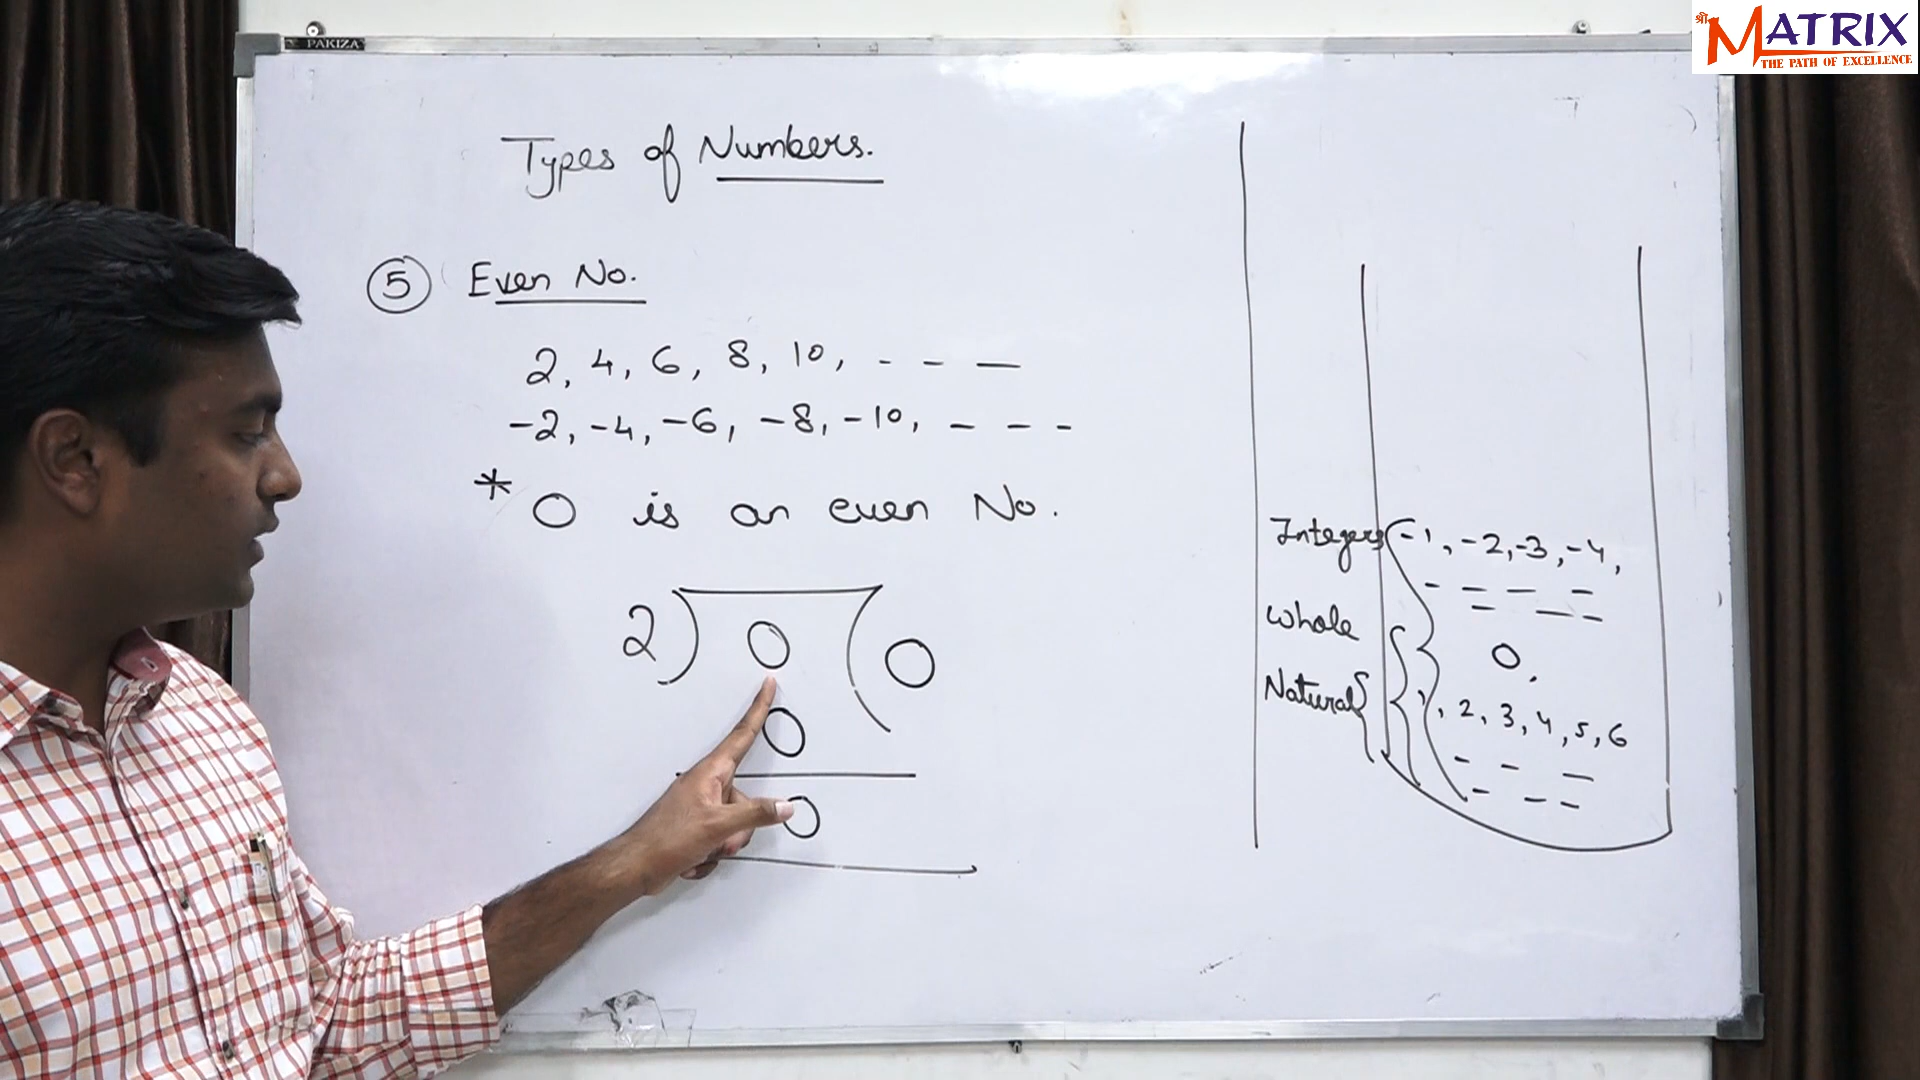 श्री MATRIX
THE PATH OF EXCELLENCE
PAKIZA
Types of Numbers.
5 Even No.
2, 4, 6, 8, 10, - - —
-2, -4, -6, -8, -10, - - -
* 0 is an even No.
2) 0 ( 0
0
0
Integers -1, -2, -3, -4,
- - - -
- - -
Whole 0,
Natural 1, 2, 3, 4, 5, 6
- - -
- - -